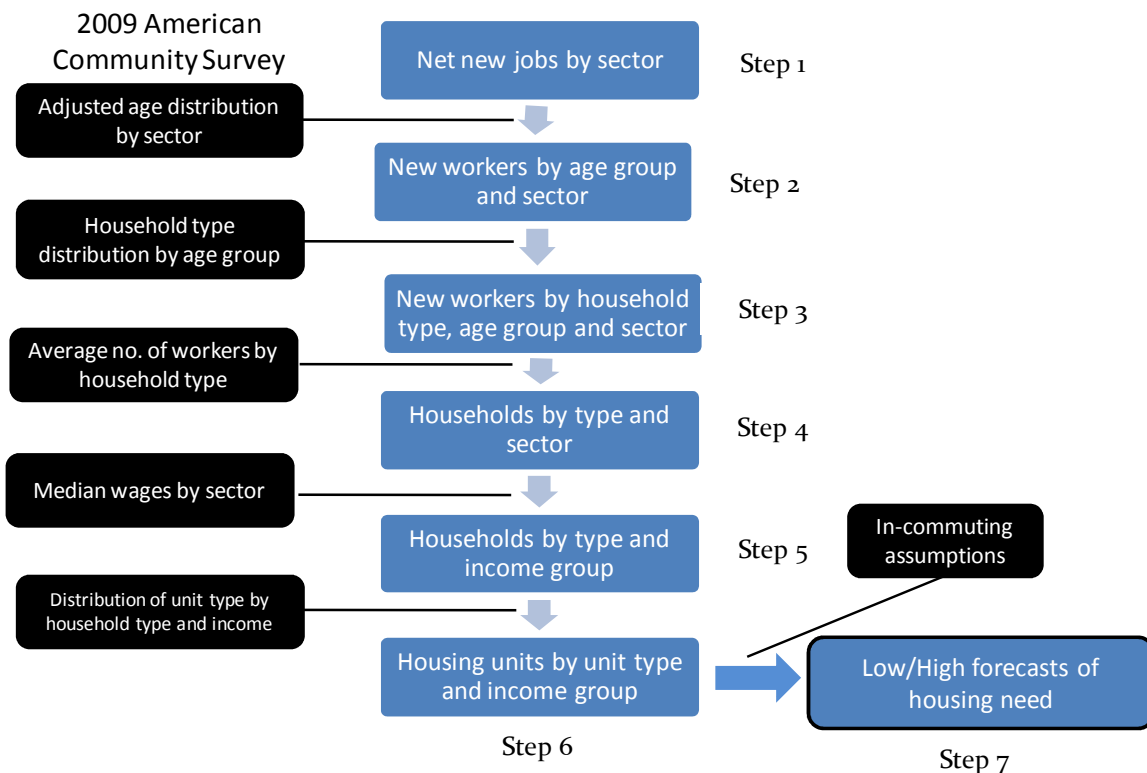 2009 American
Community Survey
Net new jobs by sector
Step 1
Adjusted age distribution
by sector
New workers by age group
and sector
Step 2
Household type
distribution by age group
New workers by household
type, age group and sector
Step 3
Average no. of workers by
household type
Households by type and
sector
Step 4
Median wages by sector
Households by type and
income group
Step 5
In-commuting
assumptions
Distribution of unit type by
household type and income
Housing units by unit type
and income group
Step 6
Low/High forecasts of
housing need
Step 7